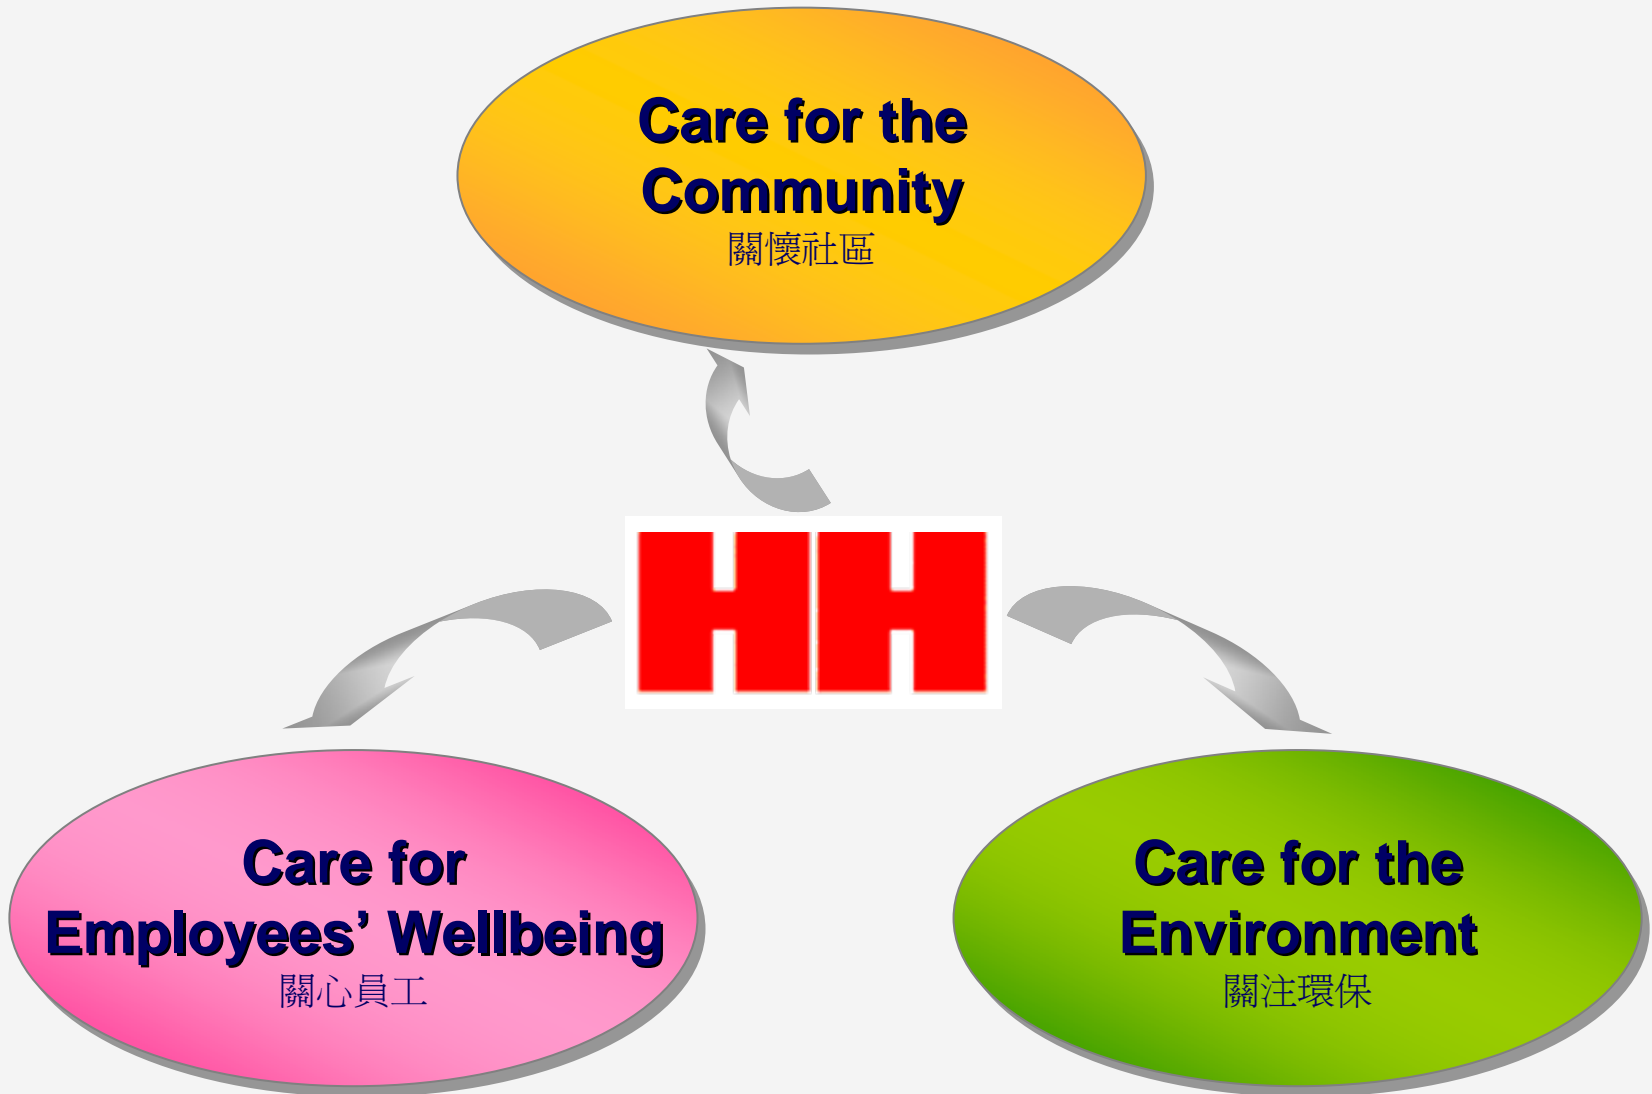 Care for the
Community
關懷社區
HH
Care for
Employees’ Wellbeing
關心員工
Care for the
Environment
關注環保